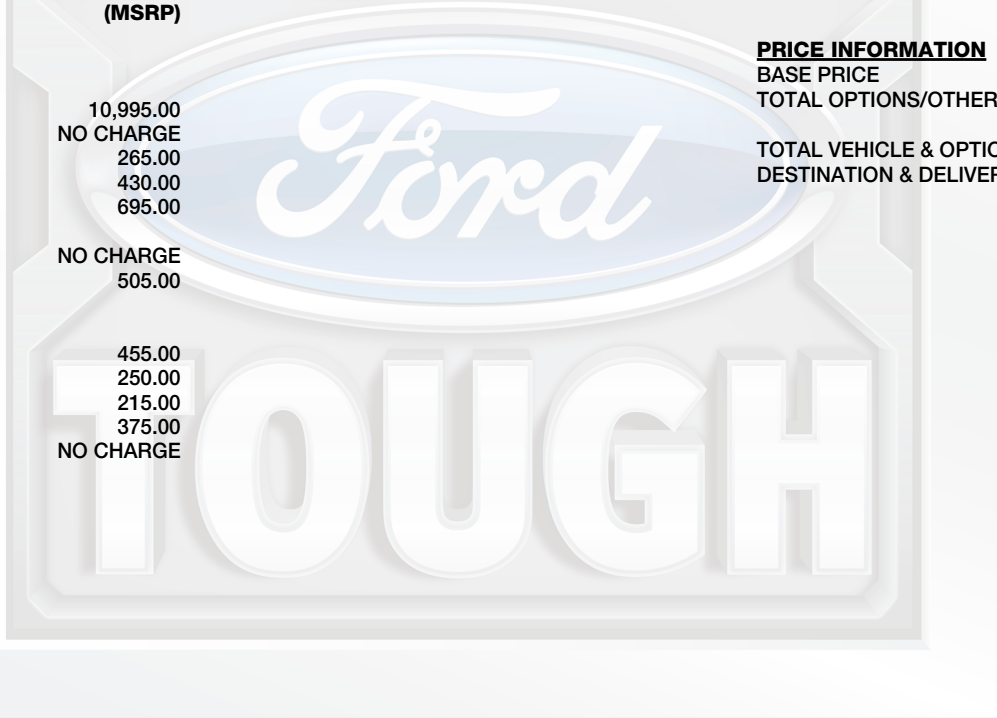 (MSRP)
10,995.00
NO CHARGE
265.00
430.00
695.00
NO CHARGE
505.00
455.00
250.00
215.00
375.00
NO CHARGE
PRICE INFORMATION
BASE PRICE
TOTAL OPTIONS/OTHER
TOTAL VEHICLE & OPTIO
DESTINATION & DELIVER
Ford
TOUGH